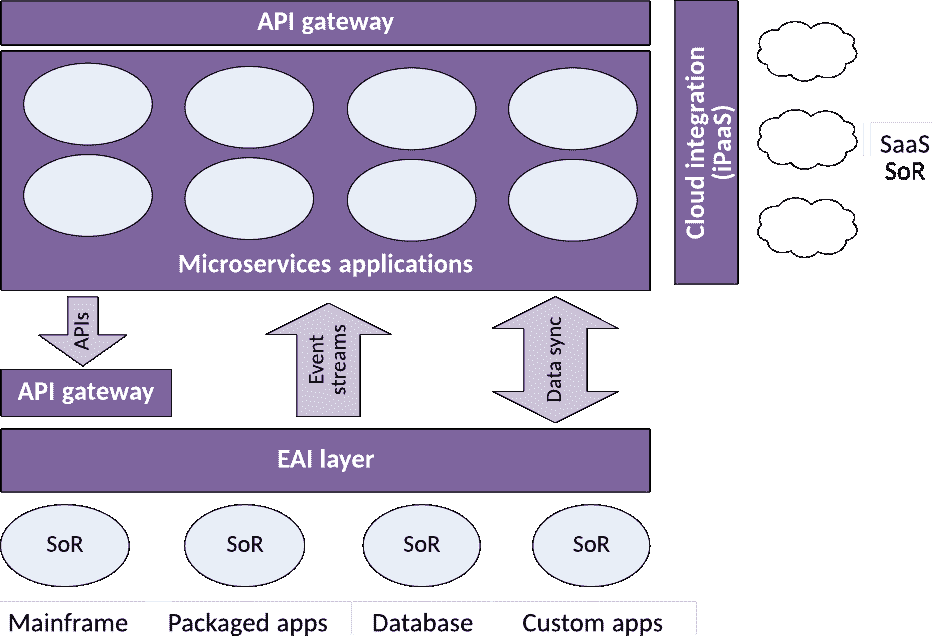 API gateway
Microservices applications
Cloud integration
(iPaaS)
SaaS
SoR
APIs
Event
streams
Data sync
API gateway
EAI layer
SoR
SoR
SoR
SoR
Mainframe
Packaged apps
Database
Custom apps